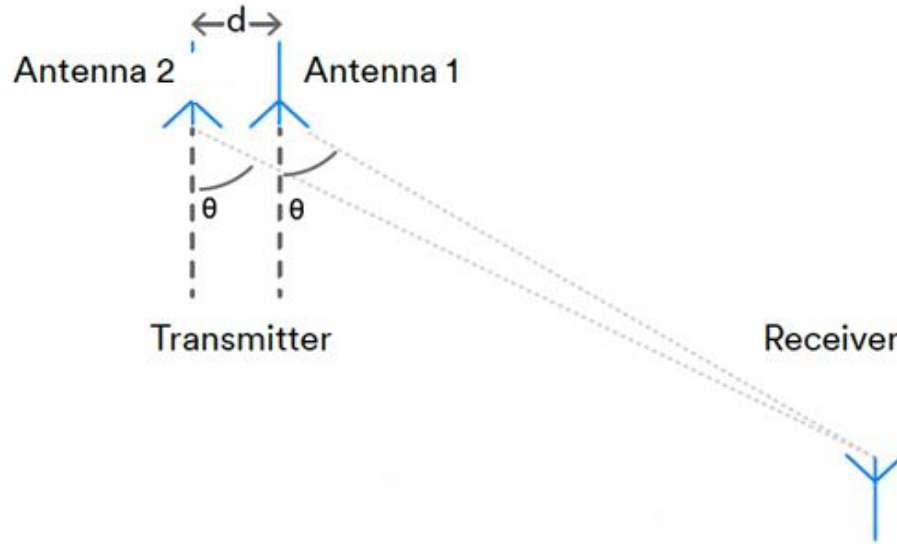 d
Antenna 2 Antenna 1
θ θ
Transmitter
Receiver